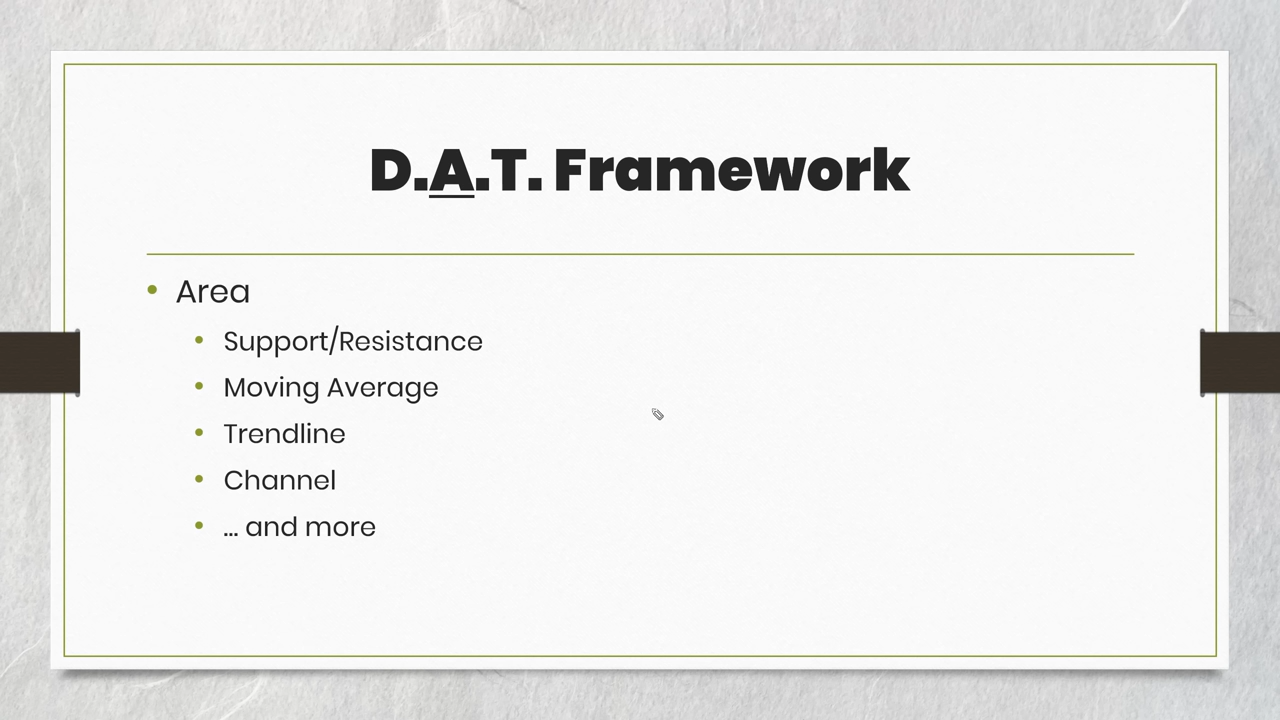 D.A.T. Framework
• Area
• Support/Resistance
• Moving Average
• Trendline
• Channel
• ... and more